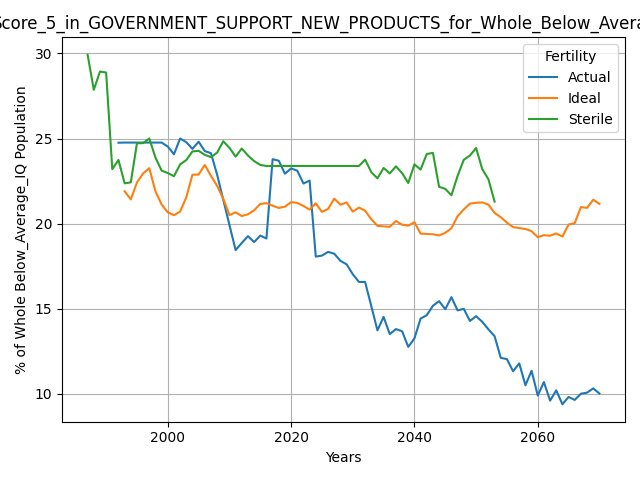 Score_5_in_GOVERNMENT_SUPPORT_NEW_PRODUCTS_for_Whole_Below_Avera
30
25
20
15
10
% of Whole Below_Average_IQ Population
Fertility
Actual
Ideal
Sterile
2000
2020
2040
2060
Years